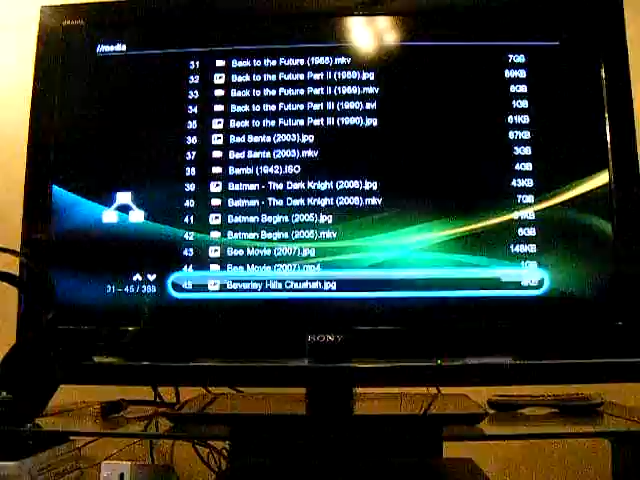 BRAVIA
//media
31 Back to the Future (1985).mkv 7GB
32 Back to the Future Part II (1989).jpg 89KB
33 Back to the Future Part II (1989).mkv 6GB
34 Back to the Future Part III (1990).avi 1GB
35 Back to the Future Part III (1990).jpg 61KB
36 Bad Santa (2003).jpg 87KB
37 Bad Santa (2003).mkv 3GB
38 Bambi (1942).ISO 4GB
39 Batman - The Dark Knight (2008).jpg 43KB
40 Batman - The Dark Knight (2008).mkv 7GB
41 Batman Begins (2005).jpg
42 Batman Begins (2005).mkv 6GB
43 Bee Movie (2007).jpg 148KB
44 Bee Movie (2007).mp4 1GB
45 Beverley Hills Chuahah.jpg
31 - 45 / 388
SONY